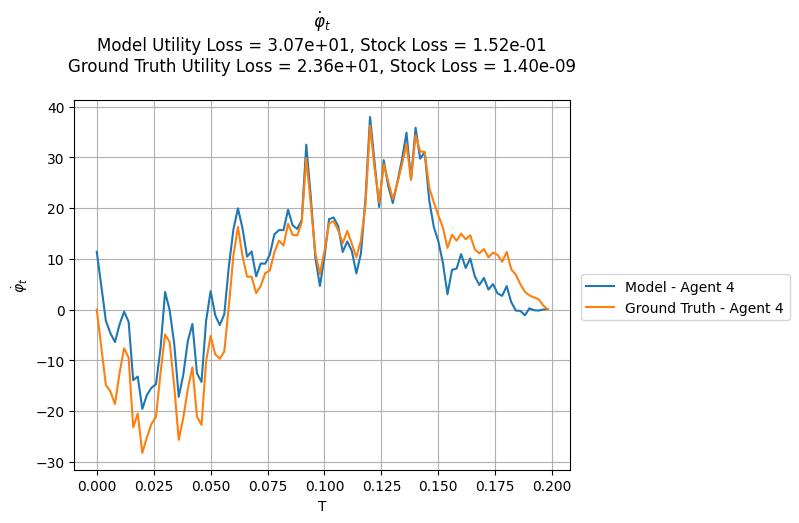 φ̇ₜ
Model Utility Loss = 3.07e+01, Stock Loss = 1.52e-01
Ground Truth Utility Loss = 2.36e+01, Stock Loss = 1.40e-09
40
30
20
10
0
−10
−20
−30
φ̇ₜ
0.000 0.025 0.050 0.075 0.100 0.125 0.150 0.175 0.200
T
Model - Agent 4
Ground Truth - Agent 4